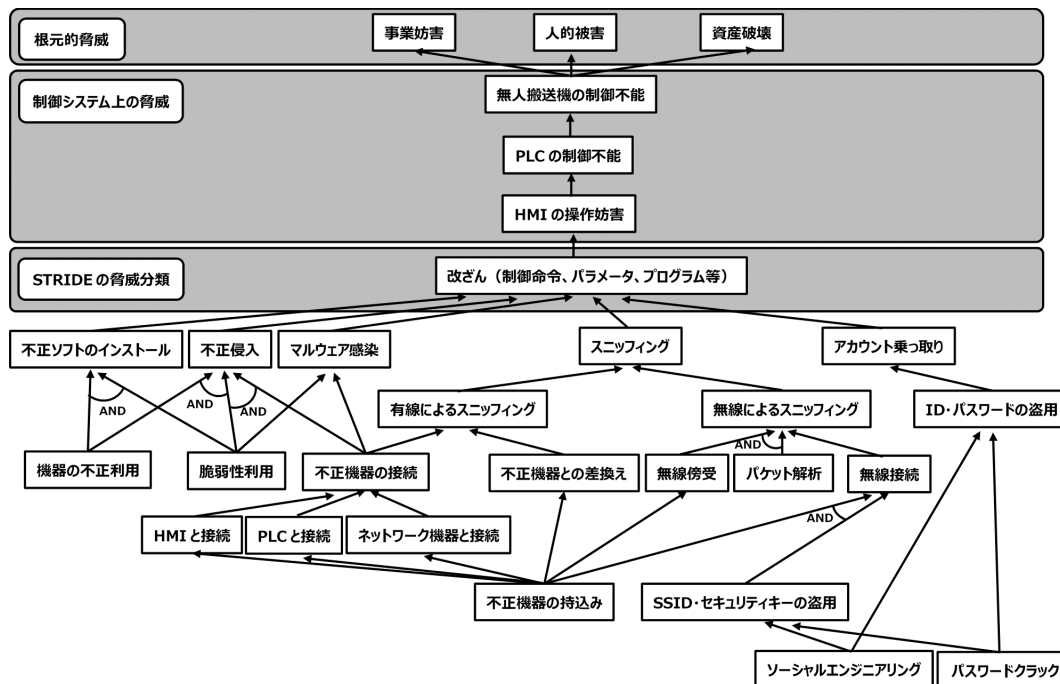 根元的脅威
事業妨害
人的被害
資産破壊
制御システム上の脅威
無人搬送機の制御不能
PLC の制御不能
HMI の操作妨害
STRIDE の脅威分類
改ざん（制御命令、パラメータ、プログラム等）
不正ソフトのインストール
不正侵入
マルウェア感染
スニッフィング
アカウント乗っ取り
AND
AND
AND
有線によるスニッフィング
無線によるスニッフィング
ID・パスワードの盗用
AND
機器の不正利用
脆弱性利用
不正機器の接続
不正機器との差換え
無線傍受
パケット解析
無線接続
AND
HMI と接続
PLC と接続
ネットワーク機器と接続
不正機器の持込み
SSID・セキュリティキーの盗用
ソーシャルエンジニアリング
パスワードクラック